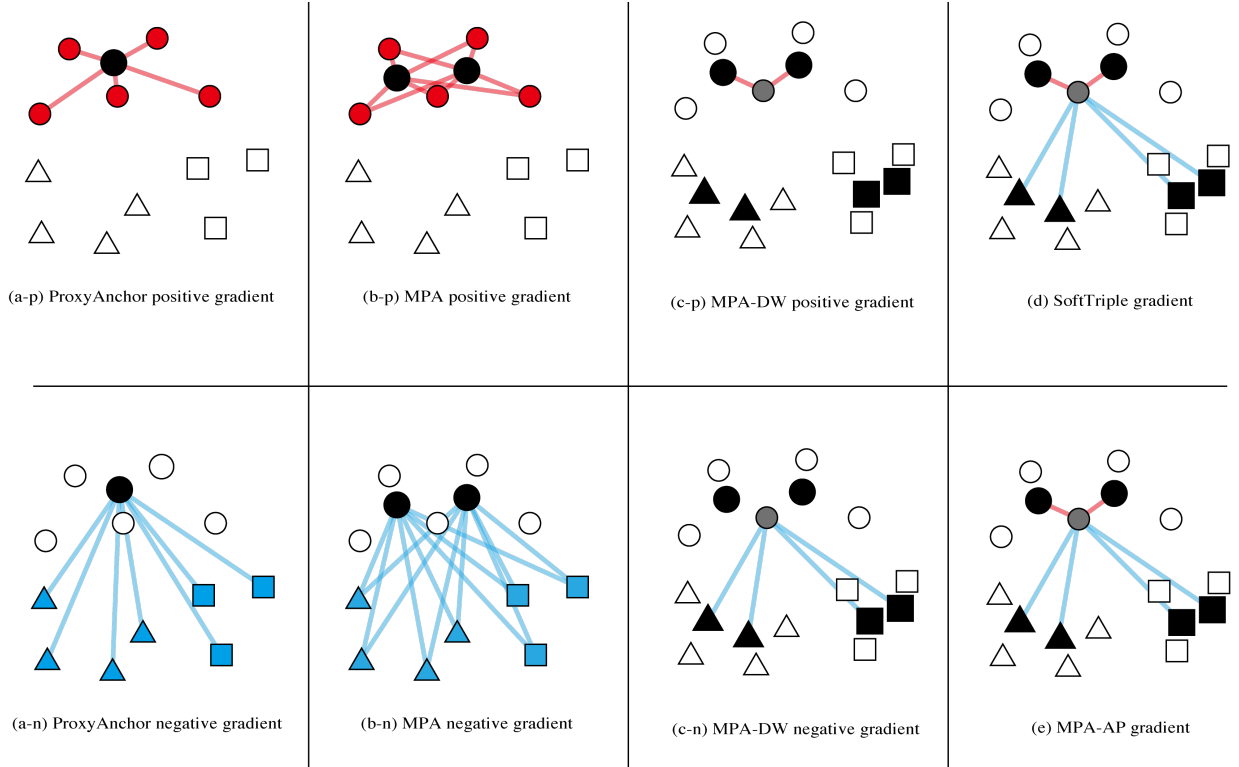 (a-p) ProxyAnchor positive gradient
(b-p) MPA positive gradient
(c-p) MPA-DW positive gradient
(d) SoftTriple gradient
(a-n) ProxyAnchor negative gradient
(b-n) MPA negative gradient
(c-n) MPA-DW negative gradient
(e) MPA-AP gradient